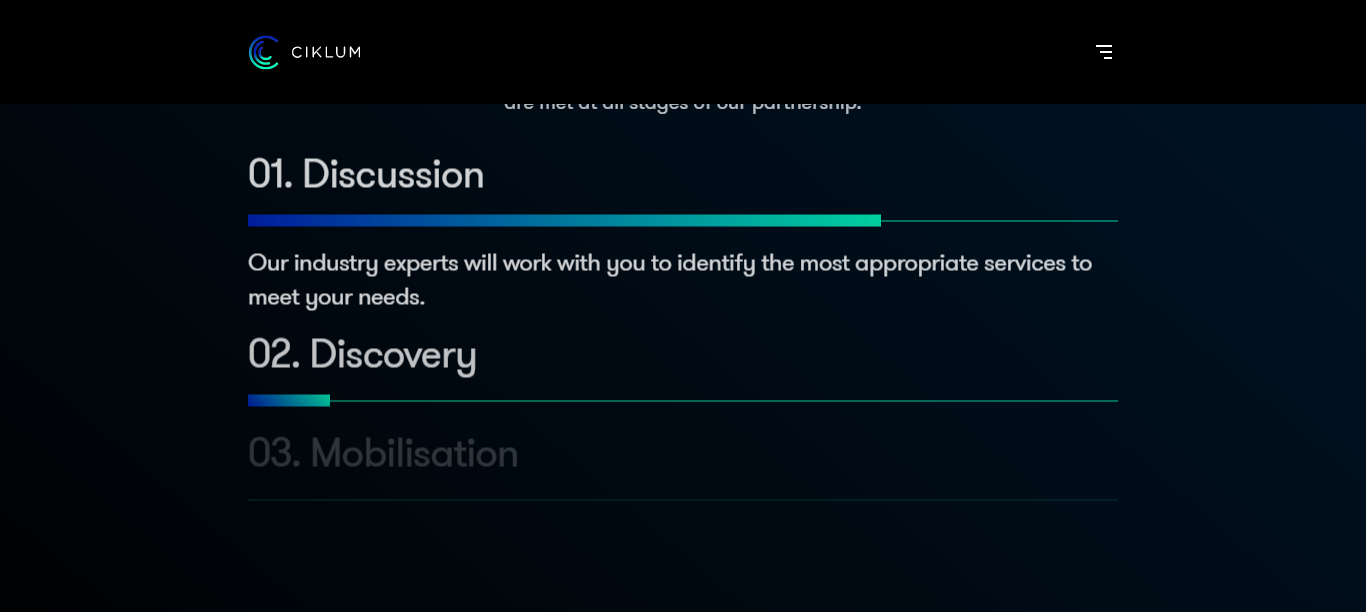 CIKLUM
are met at all stages of our partnership.
01. Discussion
Our industry experts will work with you to identify the most appropriate services to
meet your needs.
02. Discovery
03. Mobilisation